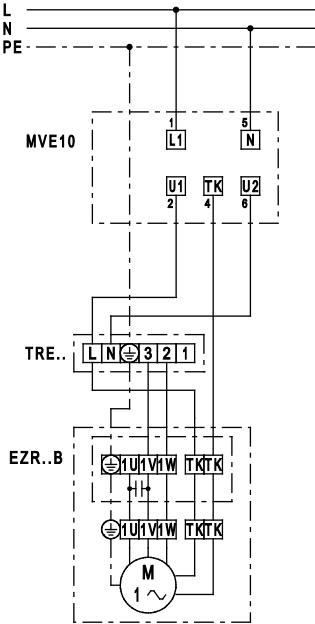 L
N
PE
1 5
MVE10 L1 N
U1 TK U2
2 4 6
TRE.. L N 3 2 1
EZR..B 1U 1V 1W TK TK
1U 1V 1W TK TK
M
1